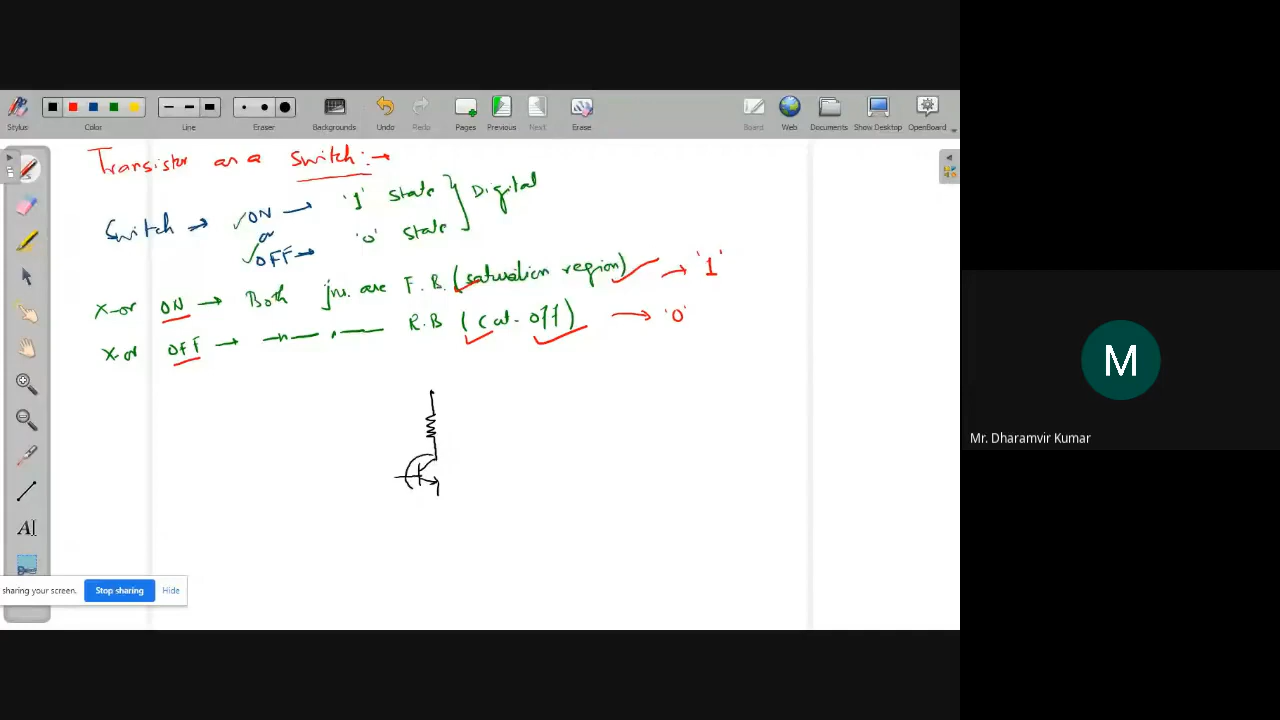 Stylus Color Line Eraser Backgrounds Undo Redo Pages Previous Next Erase Board Web Documents Show Desktop OpenBoard
Transistor as a switch :→
Switch → ✓ON → '1' state } Digital
or
✓OFF → '0' state
X-or ON → Both jn. are F.B. (saturation region) ✓ → '1'
X-or OFF → —〃— , —— R.B (Cut-off) → '0'
sharing your screen. Stop sharing Hide
M
Mr. Dharamvir Kumar